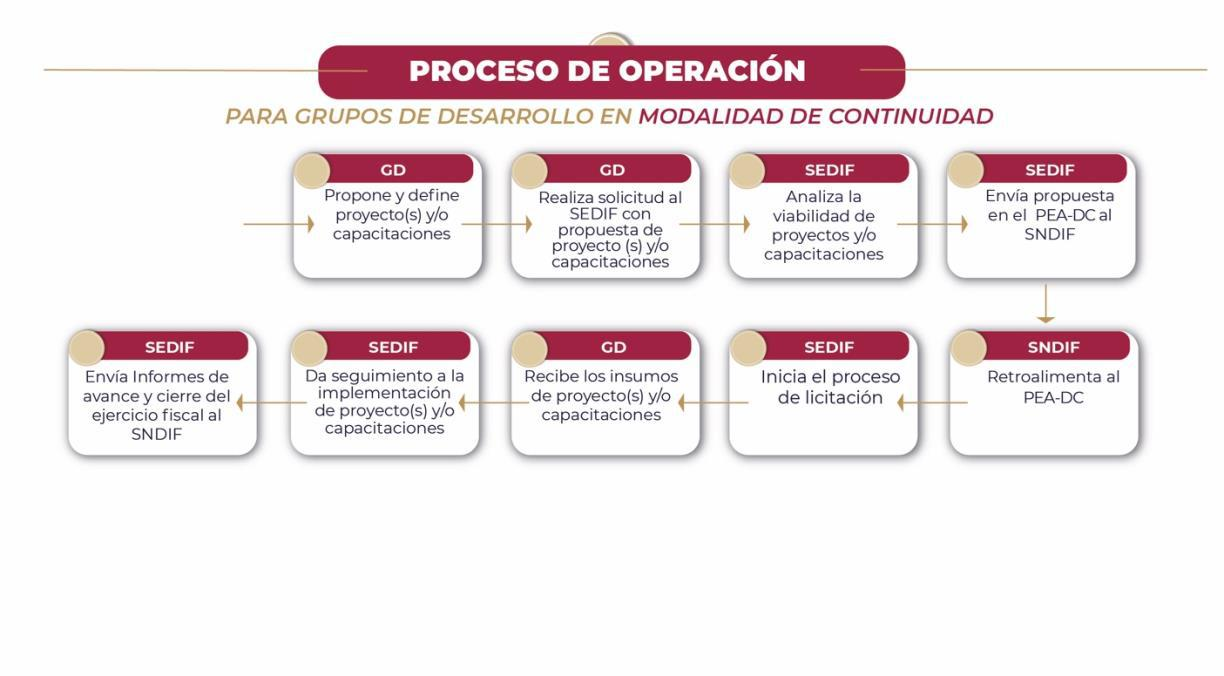 PROCESO DE OPERACIÓN
PARA GRUPOS DE DESARROLLO EN MODALIDAD DE CONTINUIDAD
GD
Propone y define
proyecto(s) y/o
capacitaciones
GD
Realiza solicitud al
SEDIF con
propuesta de
proyecto (s) y/o
capacitaciones
SEDIF
Analiza la
viabilidad de
proyectos y/o
capacitaciones
SEDIF
Envía propuesta
en el PEA-DC al
SNDIF
SNDIF
Retroalimenta al
PEA-DC
SEDIF
Inicia el proceso
de licitación
GD
Recibe los insumos
de proyecto(s) y/o
capacitaciones
SEDIF
Da seguimiento a la
implementación
de proyecto(s) y/o
capacitaciones
SEDIF
Envía Informes de
avance y cierre del
ejercicio fiscal al
SNDIF